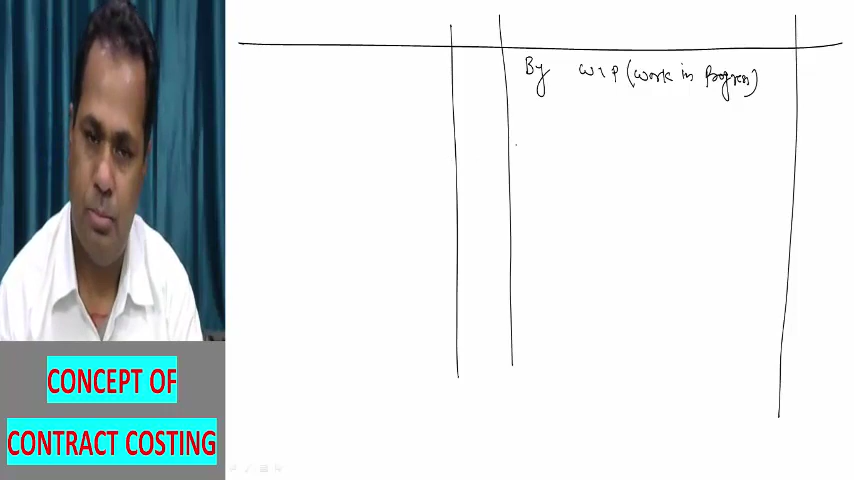 By WIP (Work in Progress)
CONCEPT OF
CONTRACT COSTING